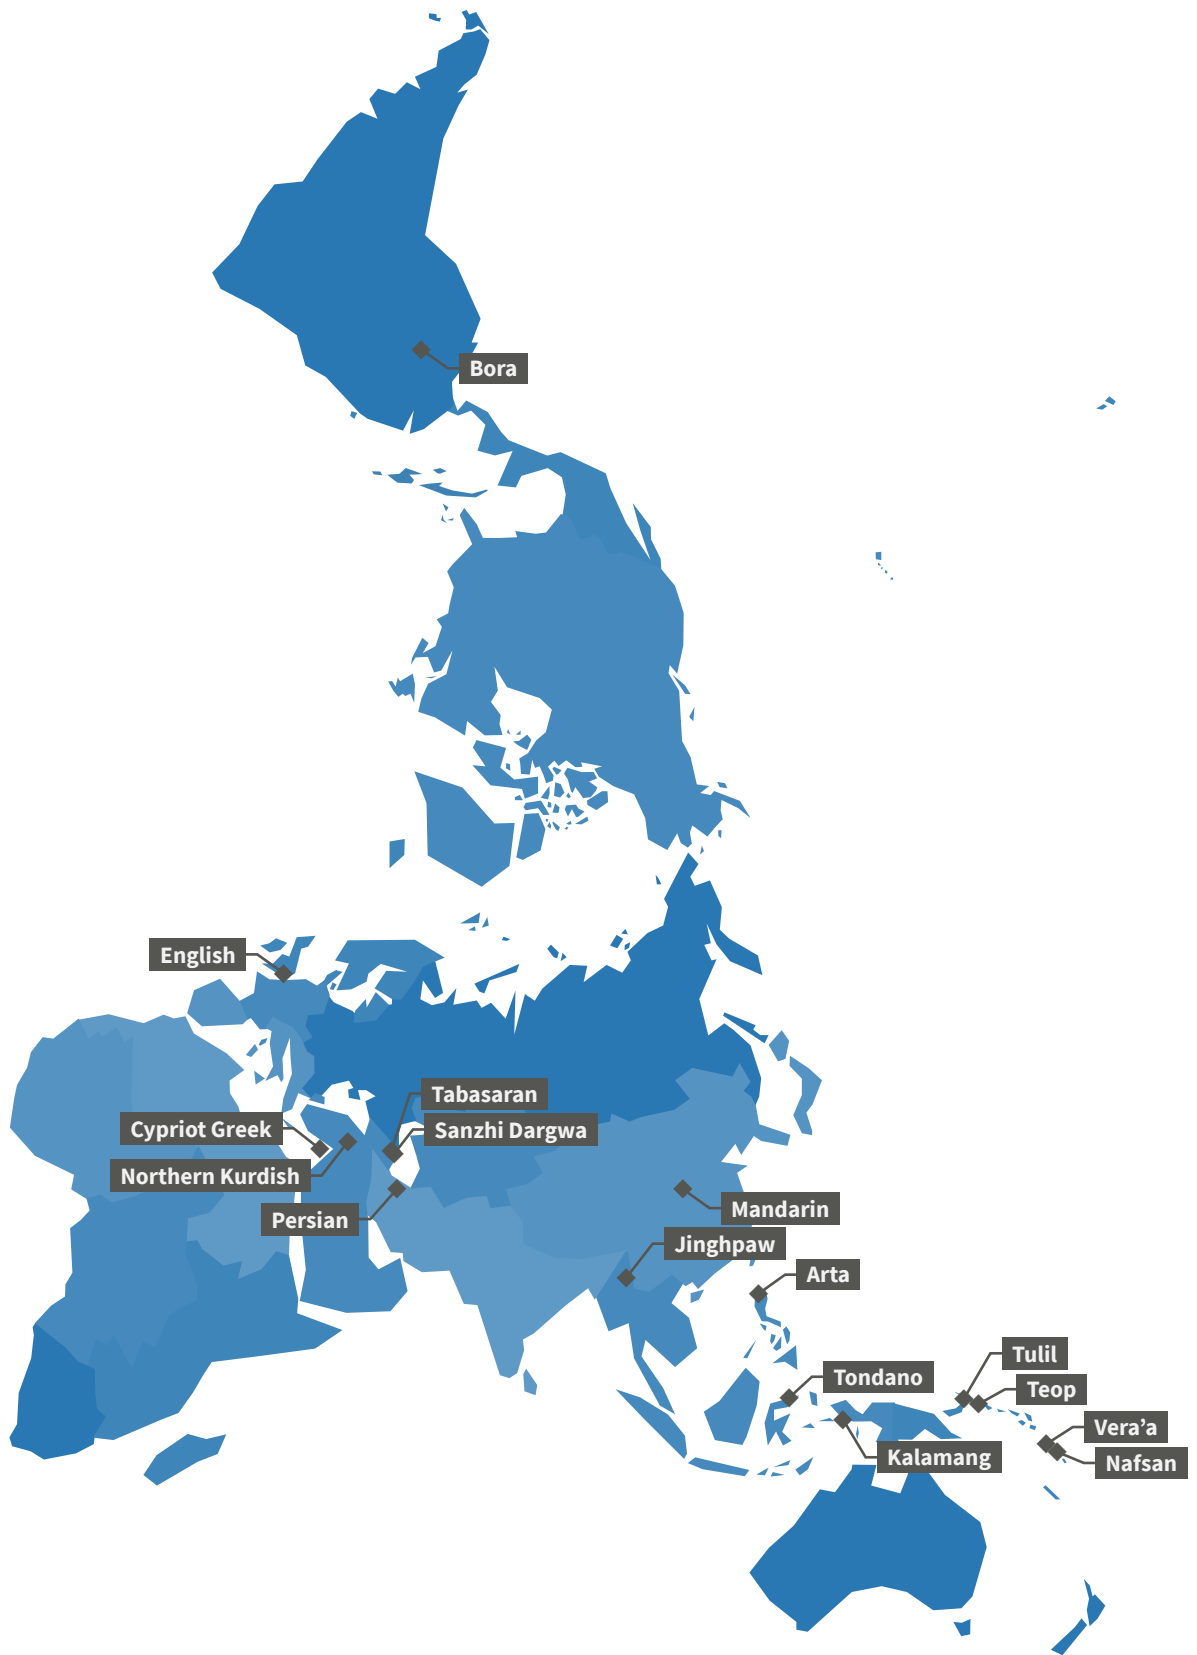 Bora
English
Tabasaran
Cypriot Greek
Sanzhi Dargwa
Northern Kurdish
Persian
Mandarin
Jinghpaw
Arta
Tulil
Tondano
Teop
Vera’a
Kalamang
Nafsan